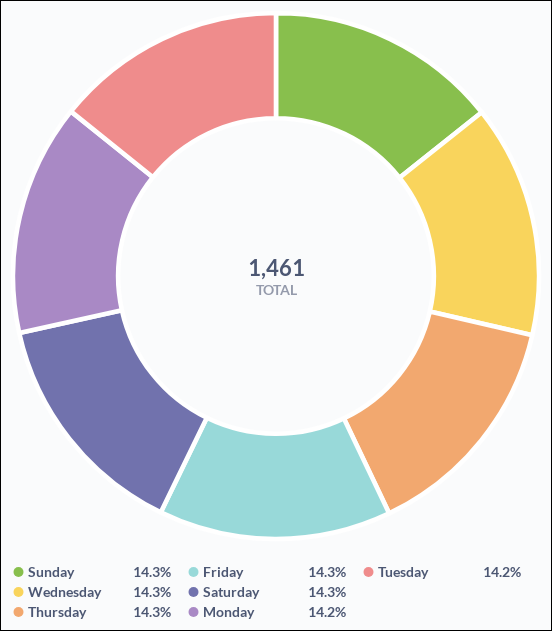 1,461
TOTAL
Sunday 14.3% Friday 14.3% Tuesday 14.2%
Wednesday 14.3% Saturday 14.3%
Thursday 14.3% Monday 14.2%